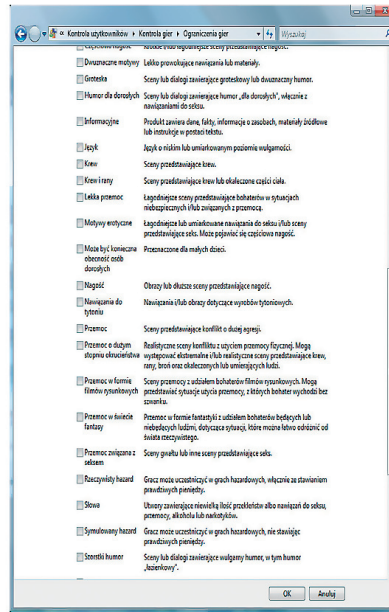 « Kontrola użytkowników ▸ Kontrola gier ▸ Ograniczenia gier
Wyszukaj
Dwuznaczne motywy Lekko prowokujące nawiązania lub materiały.
Groteska Sceny lub dialogi zawierające groteskowy lub dwuznaczny humor.
Humor dla dorosłych Sceny lub dialogi zawierające humor „dla dorosłych", włącznie z
nawiązaniami do seksu.
Informacyjne Produkt zawiera dane, fakty, informacje o zasobach, materiały źródłowe
lub instrukcje w postaci tekstu.
Język Język o niskim lub umiarkowanym poziomie wulgarności.
Krew Sceny przedstawiające krew.
Krew i rany Sceny przedstawiające krew lub okaleczone części ciała.
Lekka przemoc Łagodniejsze sceny przedstawiające bohaterów w sytuacjach
niebezpiecznych i/lub związanych z przemocą.
Motywy erotyczne Łagodniejsze lub umiarkowane nawiązania do seksu i/lub sceny
przedstawiające seks. Może pojawiać się częściowa nagość.
Może być konieczna Przeznaczone dla małych dzieci.
obecność osób
dorosłych
Nagość Obrazy lub dłuższe sceny przedstawiające nagość.
Nawiązania do Nawiązania i/lub obrazy dotyczące wyrobów tytoniowych.
tytoniu
Przemoc Sceny przedstawiające konflikt o dużej agresji.
Przemoc o dużym Realistyczne sceny konfliktu z użyciem przemocy fizycznej. Mogą
stopniu okrucieństwa występować ekstremalne i/lub realistyczne sceny przedstawiające krew,
rany, broń oraz okaleczonych lub umierających ludzi.
Przemoc w formie Sceny przemocy z udziałem bohaterów filmów rysunkowych. Mogą
filmów rysunkowych przedstawiać sytuacje użycia przemocy, z których bohater wychodzi bez
szwanku.
Przemoc w świecie Przemoc w formie fantastyki z udziałem bohaterów będących lub
fantasy niebędących ludźmi, dotycząca sytuacji, które można łatwo odróżnić od
świata rzeczywistego.
Przemoc związana z Sceny gwałtu lub inne sceny przedstawiające seks.
seksem
Rzeczywisty hazard Gracz może uczestniczyć w grach hazardowych, włącznie ze stawianiem
prawdziwych pieniędzy.
Słowa Utwory zawierające niewielką ilość przekleństw albo nawiązań do seksu,
przemocy, alkoholu lub narkotyków.
Symulowany hazard Gracz może uczestniczyć w grach hazardowych, nie stawiając
prawdziwych pieniędzy.
Szorstki humor Sceny lub dialogi zawierające wulgarny humor, w tym humor
„łazienkowy".
OK Anuluj